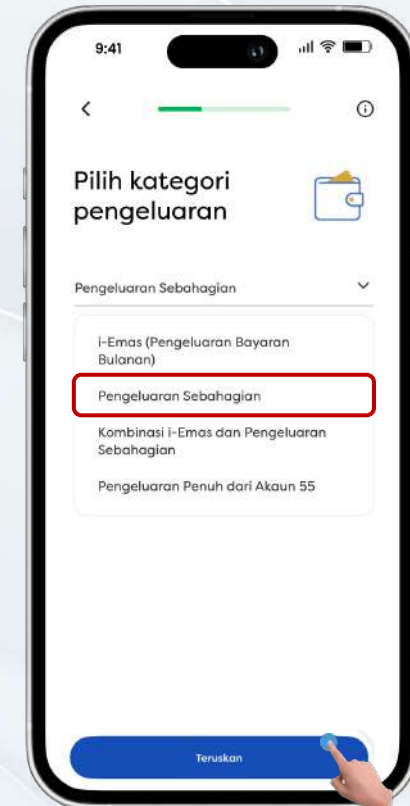 9:41
Pilih kategori
pengeluaran
Pengeluaran Sebahagian
i-Emas (Pengeluaran Bayaran
Bulanan)
Pengeluaran Sebahagian
Kombinasi i-Emas dan Pengeluaran
Sebahagian
Pengeluaran Penuh dari Akaun 55
Teruskan